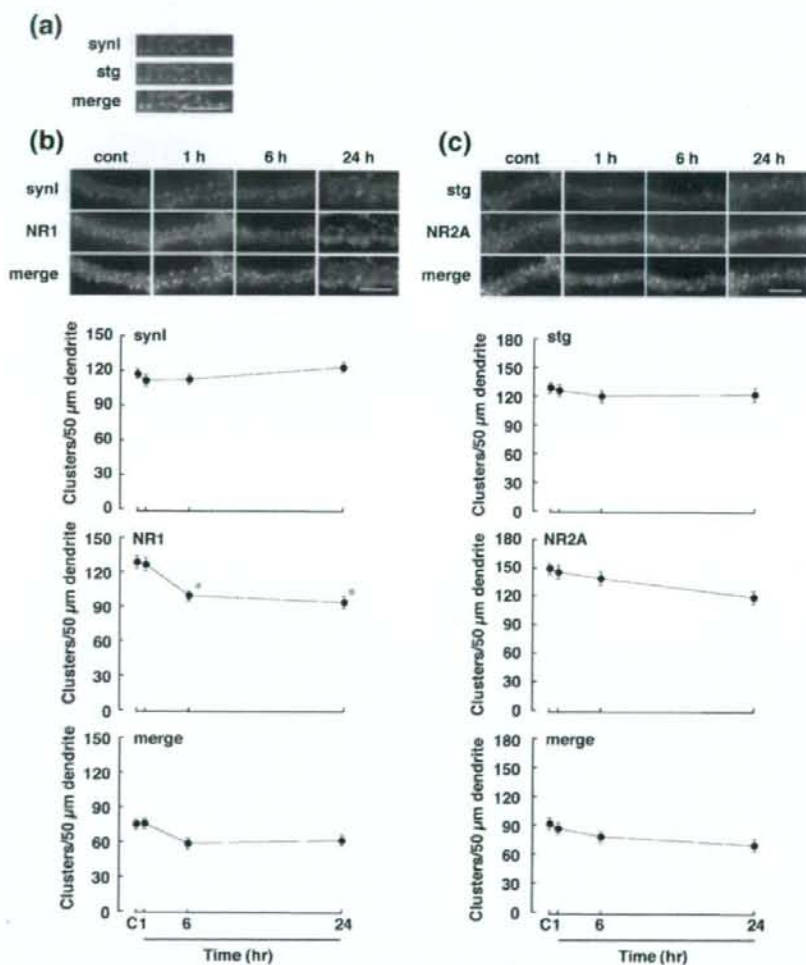 (a)
synI
stg
merge
(b)
cont 1 h 6 h 24 h
synI
NR1
merge
(c)
cont 1 h 6 h 24 h
stg
NR2A
merge
synI
Clusters/50 µm dendrite
150
120
90
60
30
0
NR1
Clusters/50 µm dendrite
150
120
90
60
30
0
merge
Clusters/50 µm dendrite
150
120
90
60
30
0
C 1 6 24
Time (hr)
stg
Clusters/50 µm dendrite
180
150
120
90
60
30
0
NR2A
Clusters/50 µm dendrite
180
150
120
90
60
30
0
merge
Clusters/50 µm dendrite
180
150
120
90
60
30
0
C 1 6 24
Time (hr)